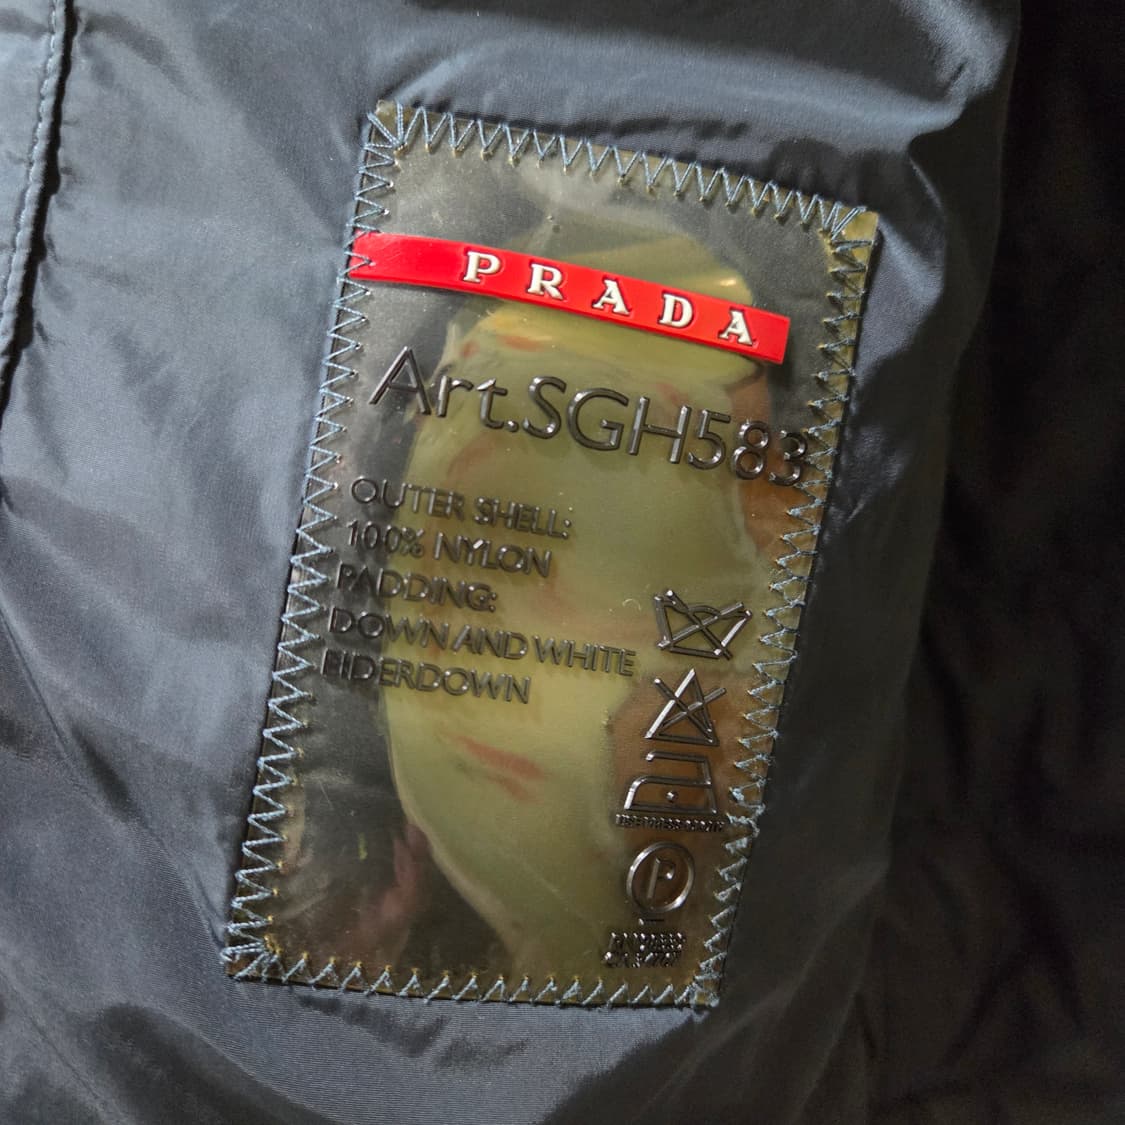 PRADA
Art.SGH583
OUTER SHELL:
100% NYLON
PADDING:
DOWN AND WHITE
EIDERDOWN
P